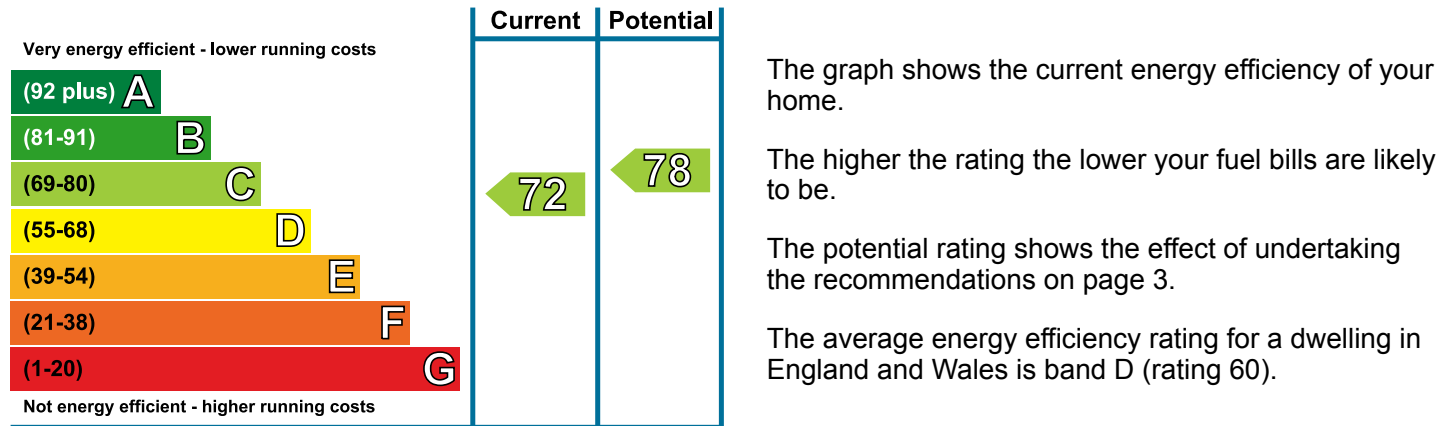 Current Potential
Very energy efficient - lower running costs
(92 plus) A
(81-91) B
(69-80) C
(55-68) D
(39-54) E
(21-38) F
(1-20) G
Not energy efficient - higher running costs
72
78
The graph shows the current energy efficiency of your
home.
The higher the rating the lower your fuel bills are likely
to be.
The potential rating shows the effect of undertaking
the recommendations on page 3.
The average energy efficiency rating for a dwelling in
England and Wales is band D (rating 60).